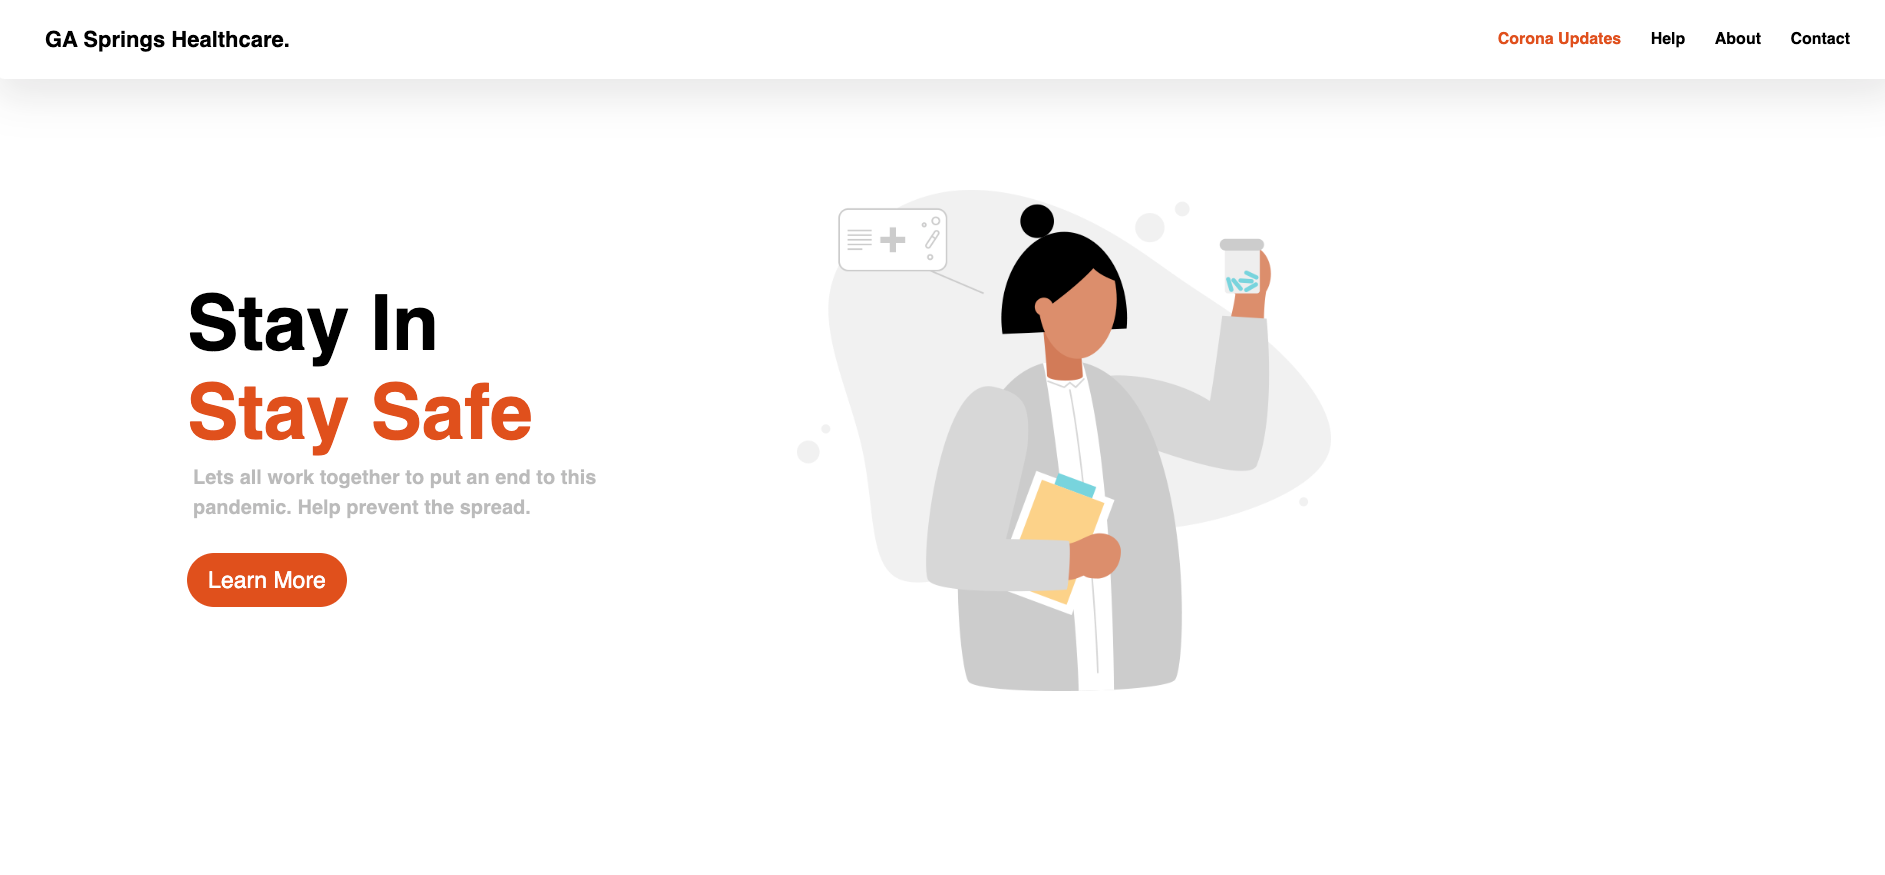 GA Springs Healthcare.
Corona Updates Help About Contact
Stay In
Stay Safe
Lets all work together to put an end to this
pandemic. Help prevent the spread.
Learn More